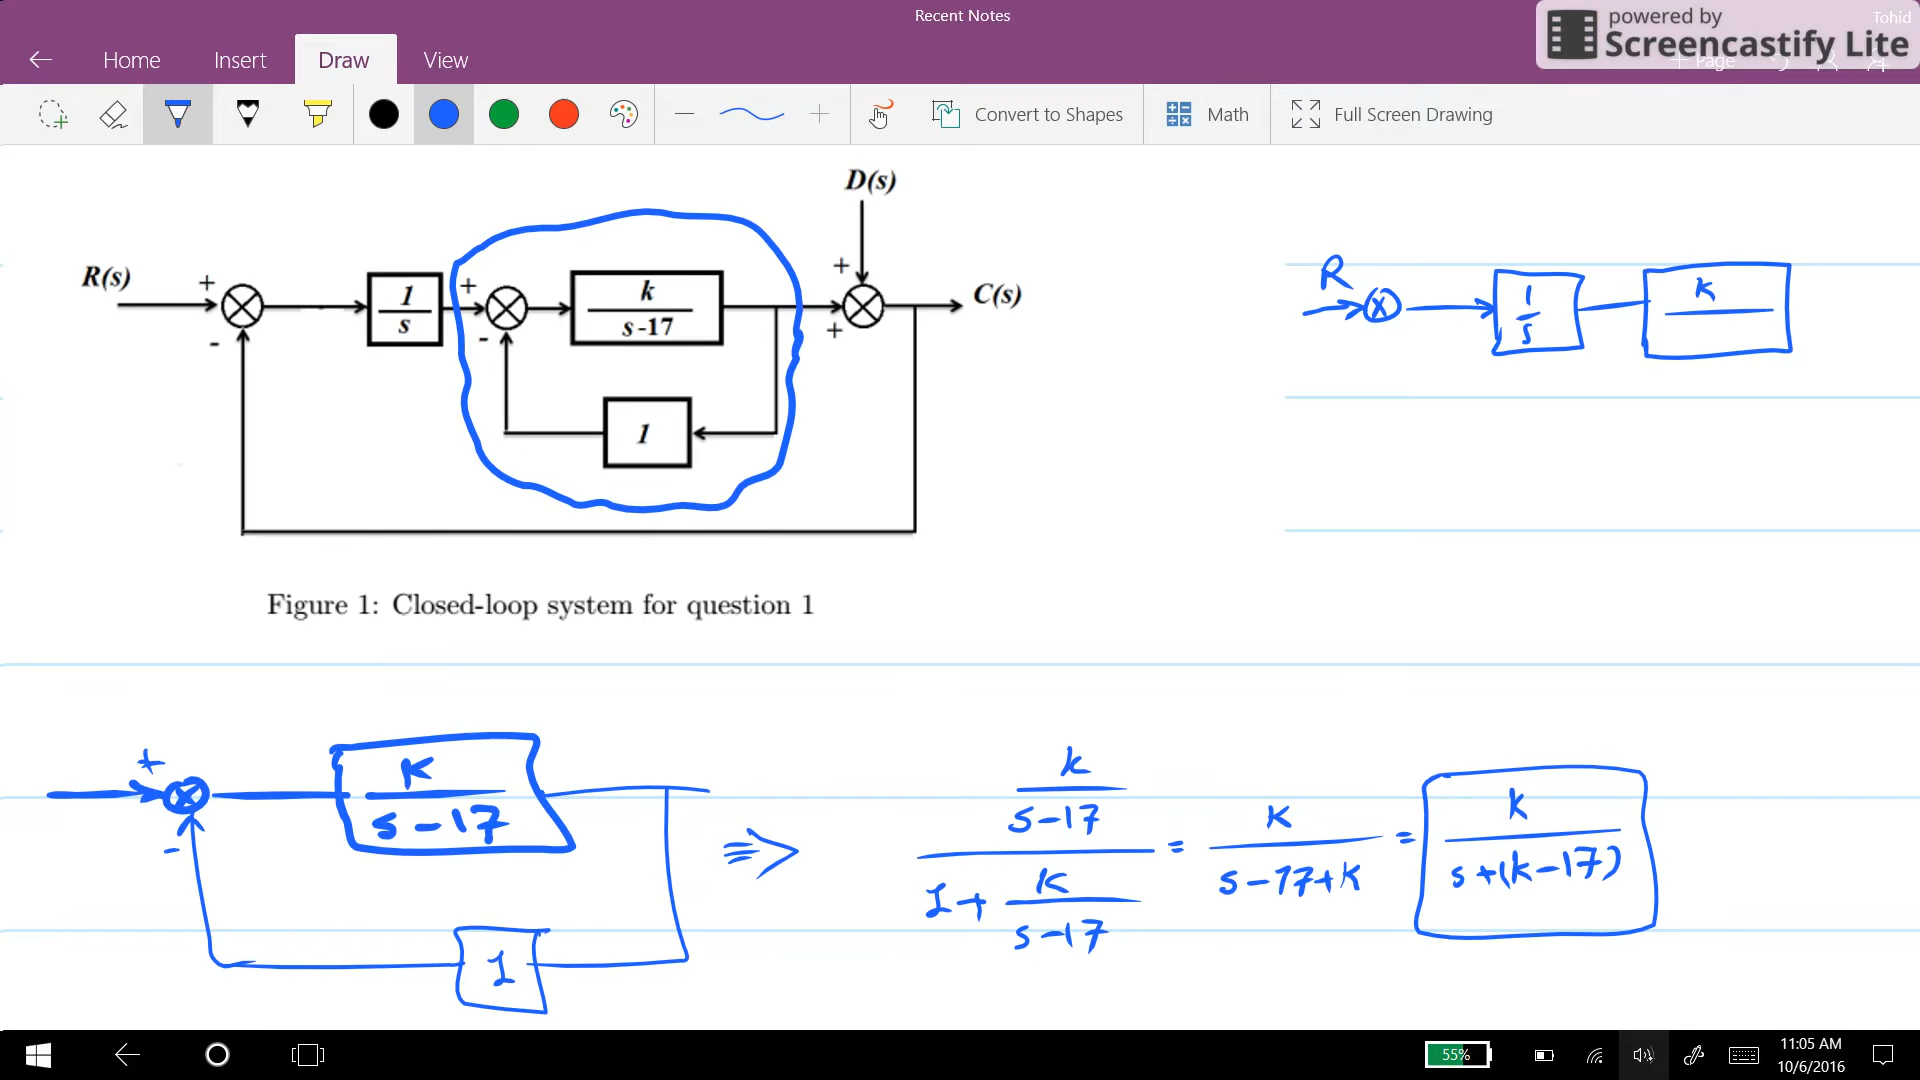 Recent Notes
Tohid
powered by
Screencastify Lite
Home Insert Draw View
+ Page
Convert to Shapes Math Full Screen Drawing
D(s)
R(s) + - 1/s + - k/(s-17) + + C(s)
1
R
1/s
K
Figure 1: Closed-loop system for question 1
+
-
K/(s-17)
1
⇒ (k/(s-17))/(1+k/(s-17)) = K/(s-17+K) = k/(s+(k-17))
55%
11:05 AM
10/6/2016